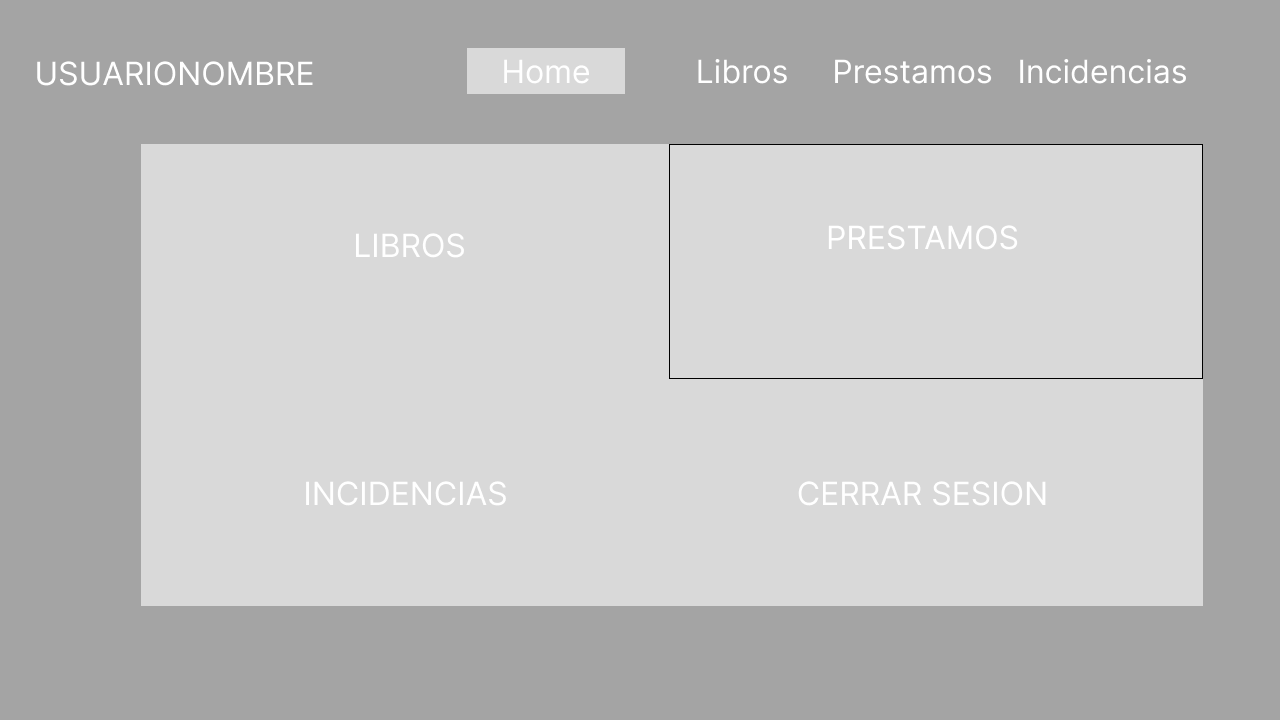 USUARIONOMBRE
Home
Libros
Prestamos
Incidencias
LIBROS
PRESTAMOS
INCIDENCIAS
CERRAR SESION